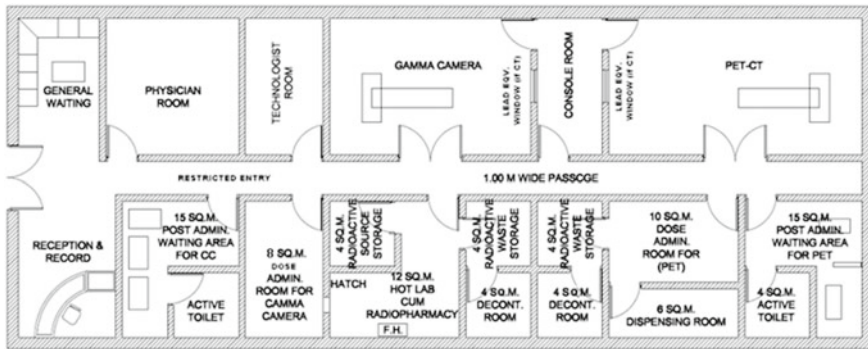 GENERAL
WAITING
PHYSICIAN
ROOM
TECHNOLOGIST
ROOM
GAMMA CAMERA
LEAD EQV.
WINDOW (if CT)
CONSOLE ROOM
LEAD EQV.
WINDOW (if CT)
PET-CT
RESTRICTED ENTRY
1.00 M WIDE PASSCGE
RECEPTION &
RECORD
15 SQ.M.
POST ADMIN.
WAITING AREA
FOR CC
ACTIVE
TOILET
8 SQ.M.
DOSE
ADMIN.
ROOM FOR
GAMMA
CAMERA
4 SQ.M.
RADIOACTIVE
SOURCE
STORAGE
HATCH
12 SQ.M.
HOT LAB
CUM
RADIOPHARMACY
F.H.
4 SQ.M.
RADIOACTIVE
WASTE
STORAGE
4 SQ.M.
DECONT.
ROOM
4 SQ.M.
RADIOACTIVE
WASTE
STORAGE
4 SQ.M.
DECONT.
ROOM
10 SQ.M.
DOSE
ADMIN.
ROOM FOR
(PET)
6 SQ.M.
DISPENSING ROOM
15 SQ.M.
POST ADMIN.
WAITING AREA
FOR PET
4 SQ.M.
ACTIVE
TOILET